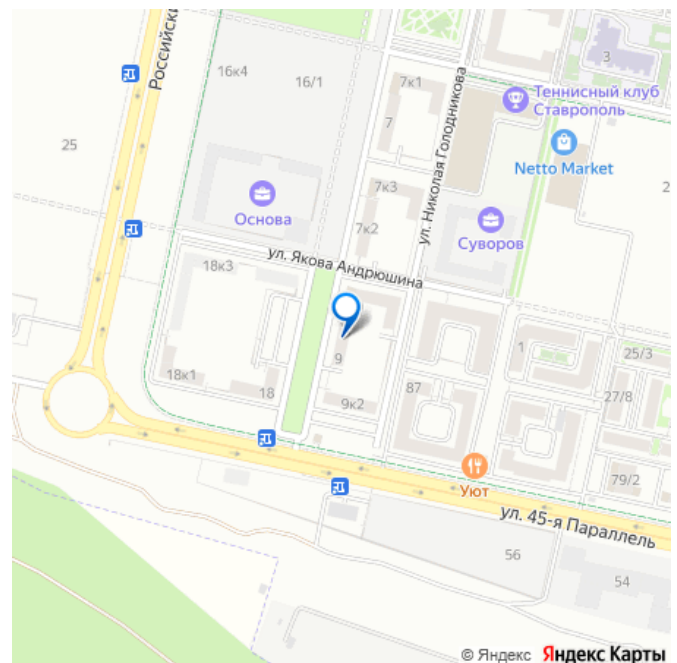 Российски
16к4
16/1
7к1
3
Теннисный клуб
Ставрополь
25
7
ул. Николая Голодникова
Netto Market
7к3
2
Основа
7к2
Суворов
ул. Якова Андрюшина
18к3
9
1
25/3
18к1
18
87
9к2
27/8
Уют
79/2
ул. 45-я Параллель
56
54
© Яндекс Яндекс Карты